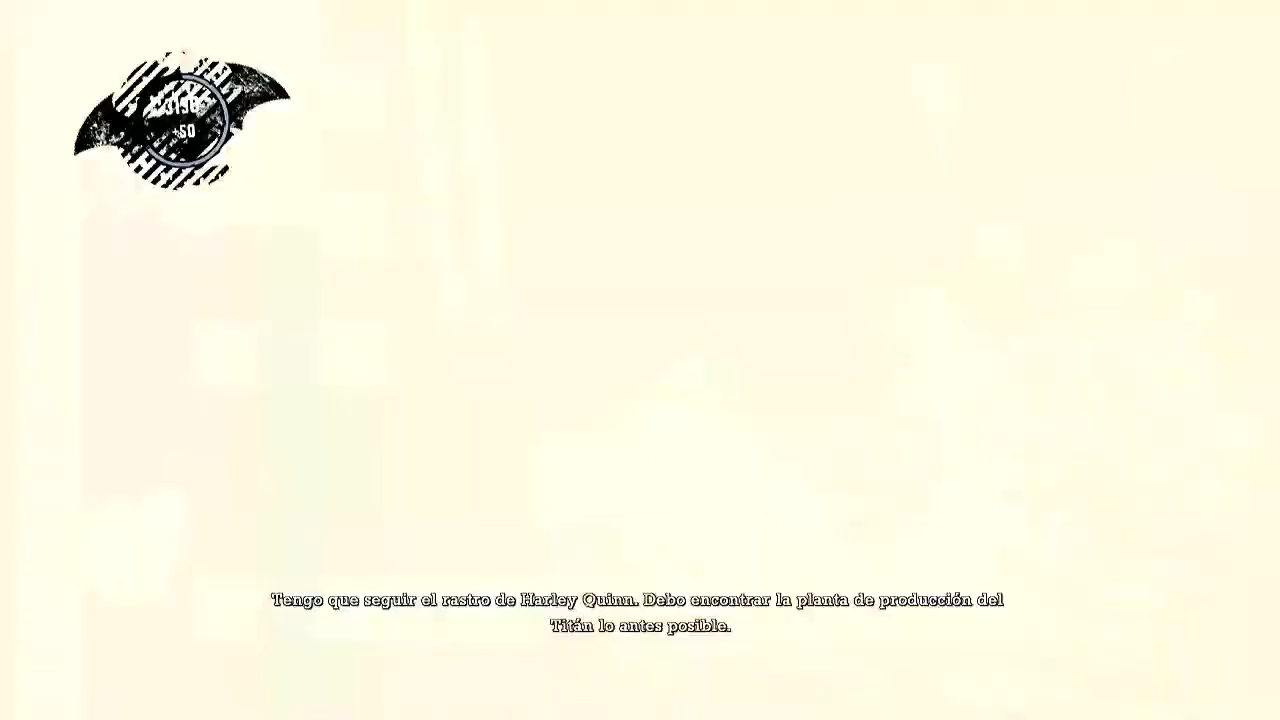 +50
Tengo que seguir el rastro de Harley Quinn. Debo encontrar la planta de producción del
Titán lo antes posible.